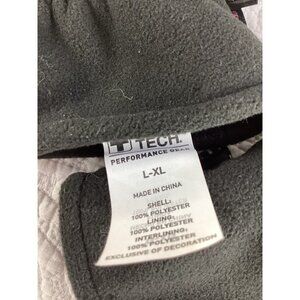 T TECH
PERFORMANCE GEAR
L-XL
MADE IN CHINA
SHELL:
100% POLYESTER
LINING:
100% POLYESTER
INTERLINING:
100% POLYESTER
EXCLUSIVE OF DECORATION